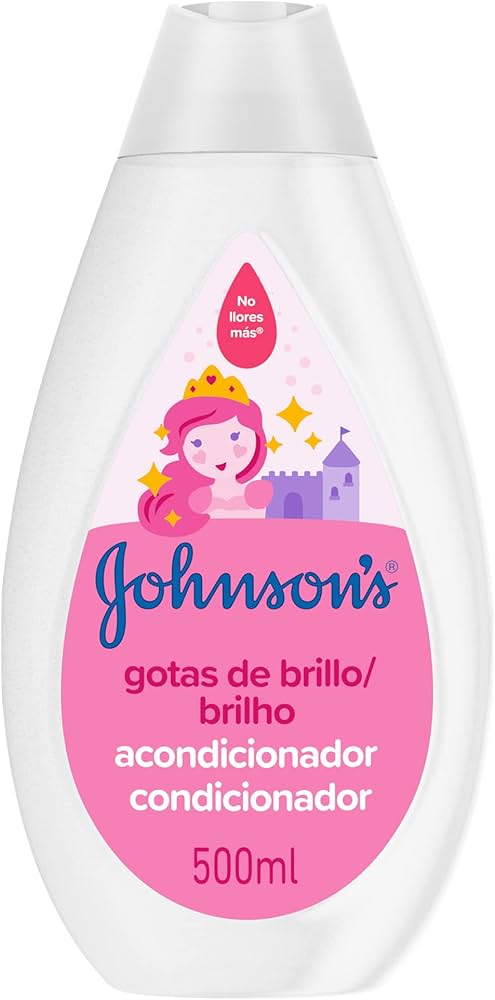 No
llores
más®
Johnson's®
gotas de brillo/
brilho
acondicionador
condicionador
500ml